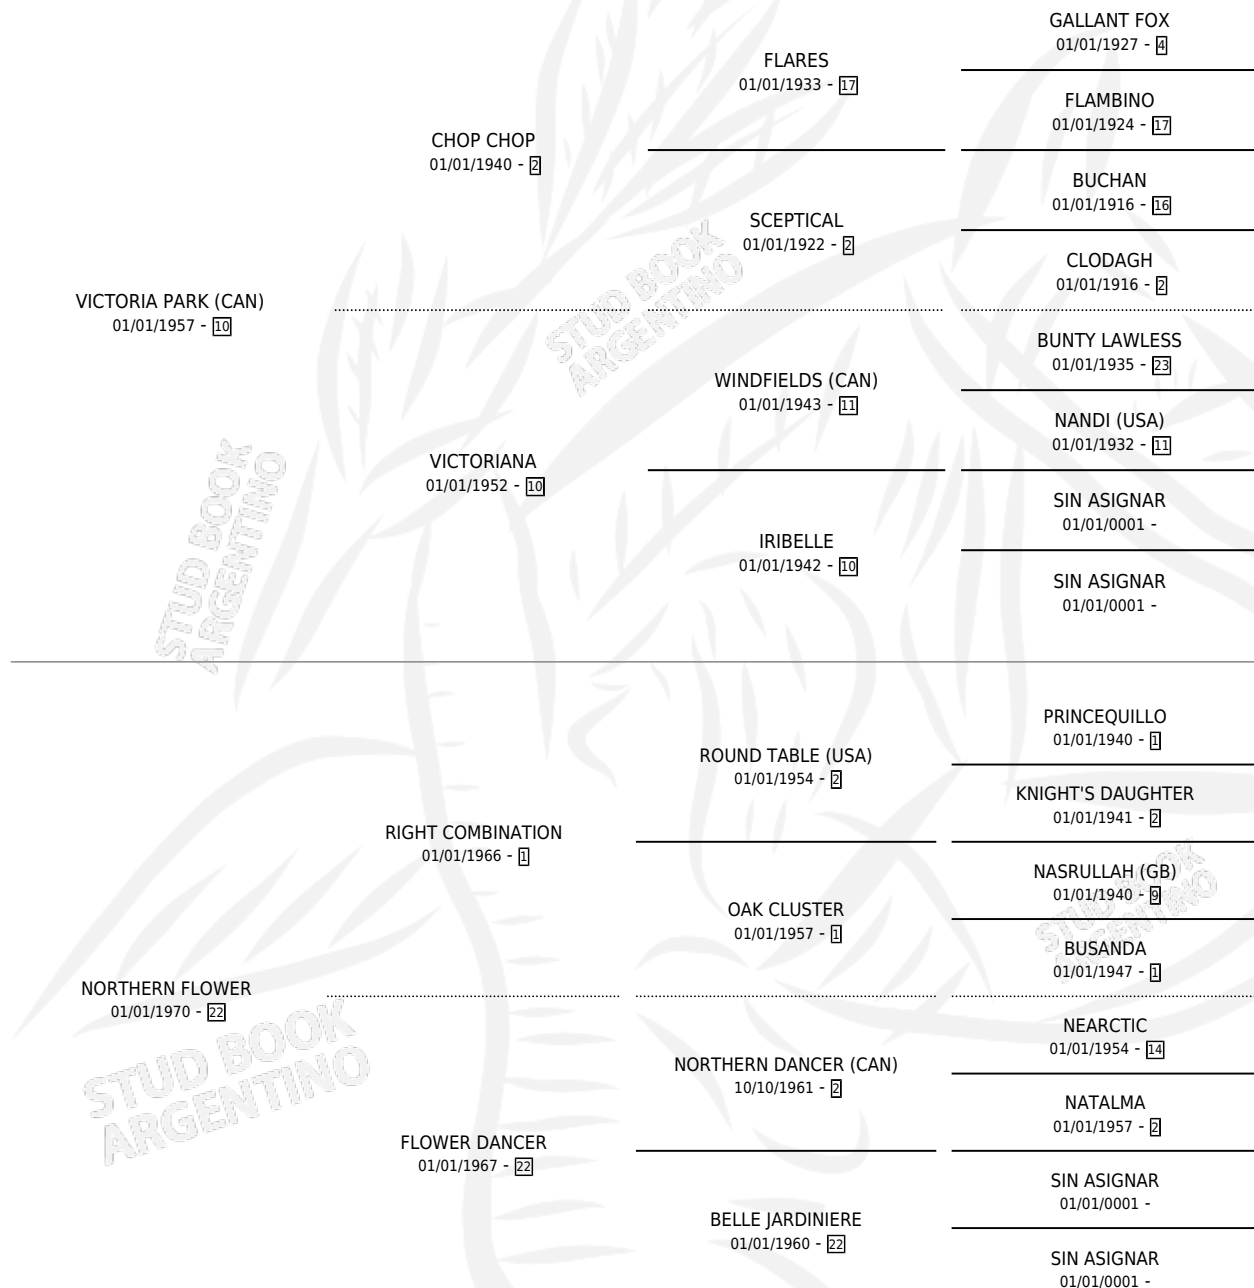 GALLANT FOX
01/01/1927 - 4
FLARES
01/01/1933 - 17
FLAMBINO
01/01/1924 - 17
CHOP CHOP
01/01/1940 - 2
BUCHAN
01/01/1916 - 16
SCEPTICAL
01/01/1922 - 2
CLODAGH
01/01/1916 - 2
VICTORIA PARK (CAN)
01/01/1957 - 10
STUD BOOK
ARGENTINO
BUNTY LAWLESS
01/01/1935 - 23
WINDFIELDS (CAN)
01/01/1943 - 11
NANDI (USA)
01/01/1932 - 11
VICTORIANA
01/01/1952 - 10
SIN ASIGNAR
01/01/0001 -
IRIBELLE
01/01/1942 - 10
SIN ASIGNAR
01/01/0001 -
STUD BOOK
ARGENTINO
PRINCEQUILLO
01/01/1940 - 1
ROUND TABLE (USA)
01/01/1954 - 2
KNIGHT'S DAUGHTER
01/01/1941 - 2
RIGHT COMBINATION
01/01/1966 - 1
NASRULLAH (GB)
01/01/1940 - 9
OAK CLUSTER
01/01/1957 - 1
BUSANDA
01/01/1947 - 1
STUD BOOK
ARGENTINO
NORTHERN FLOWER
01/01/1970 - 22
NEARCTIC
01/01/1954 - 14
NORTHERN DANCER (CAN)
10/10/1961 - 2
NATALMA
01/01/1957 - 2
STUD BOOK
ARGENTINO
FLOWER DANCER
01/01/1967 - 22
SIN ASIGNAR
01/01/0001 -
BELLE JARDINIERE
01/01/1960 - 22
SIN ASIGNAR
01/01/0001 -